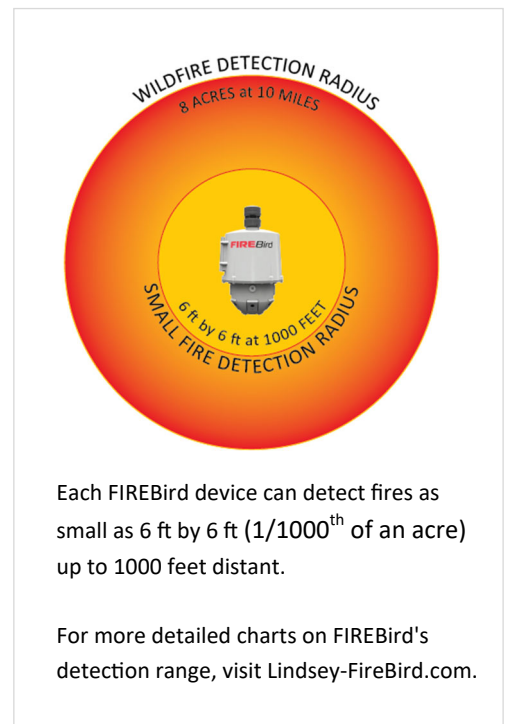 WILDFIRE DETECTION RADIUS
8 ACRES at 10 MILES
FIREBird
6 ft by 6 ft at 1000 FEET
SMALL FIRE DETECTION RADIUS
Each FIREBird device can detect fires as
small as 6 ft by 6 ft (1/1000th of an acre)
up to 1000 feet distant.
For more detailed charts on FIREBird's
detection range, visit Lindsey-FireBird.com.